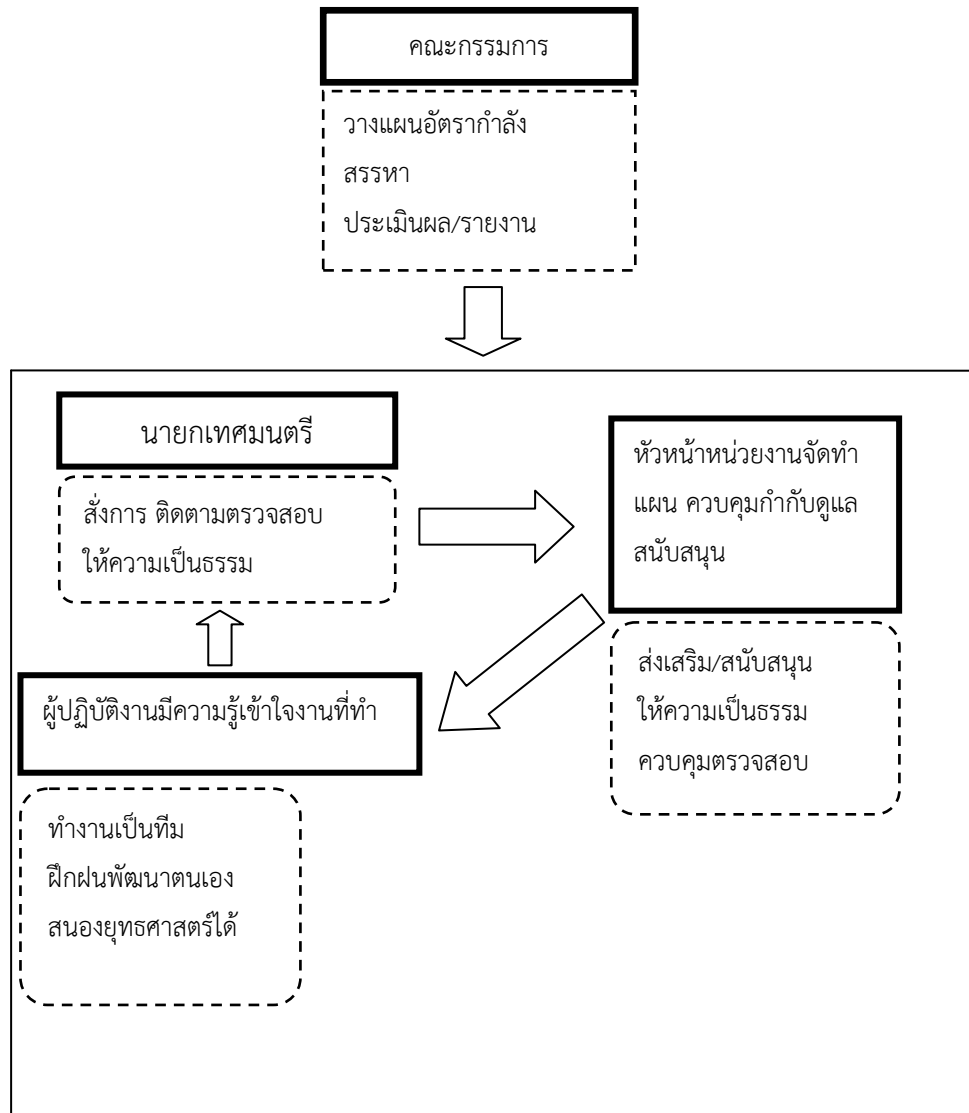 คณะกรรมการ
วางแผนอัตรากำลัง
สรรหา
ประเมินผล/รายงาน
นายกเทศมนตรี
สั่งการ ติดตามตรวจสอบ
ให้ความเป็นธรรม
หัวหน้าหน่วยงานจัดทำ
แผน ควบคุมกำกับดูแล
สนับสนุน
ส่งเสริม/สนับสนุน
ให้ความเป็นธรรม
ควบคุมตรวจสอบ
ผู้ปฏิบัติงานมีความรู้เข้าใจงานที่ทำ
ทำงานเป็นทีม
ฝึกฝนพัฒนาตนเอง
สนองยุทธศาสตร์ได้